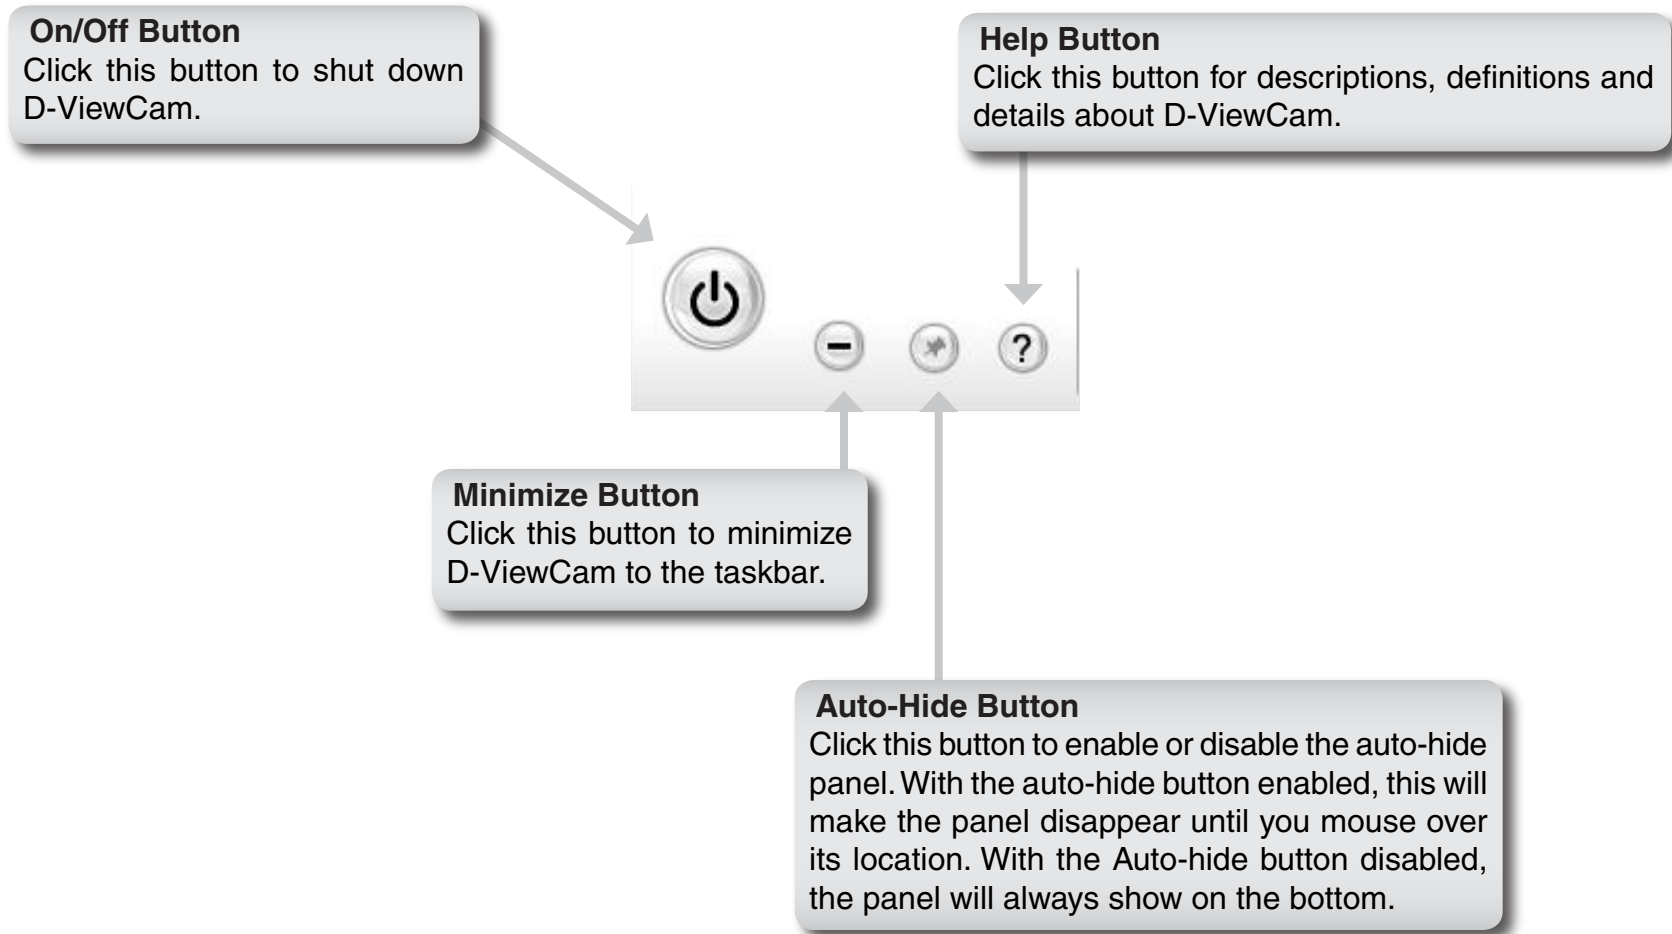 On/Off Button
Click this button to shut down
D-ViewCam.
Help Button
Click this button for descriptions, definitions and
details about D-ViewCam.
?
Minimize Button
Click this button to minimize
D-ViewCam to the taskbar.
Auto-Hide Button
Click this button to enable or disable the auto-hide
panel. With the auto-hide button enabled, this will
make the panel disappear until you mouse over
its location. With the Auto-hide button disabled,
the panel will always show on the bottom.